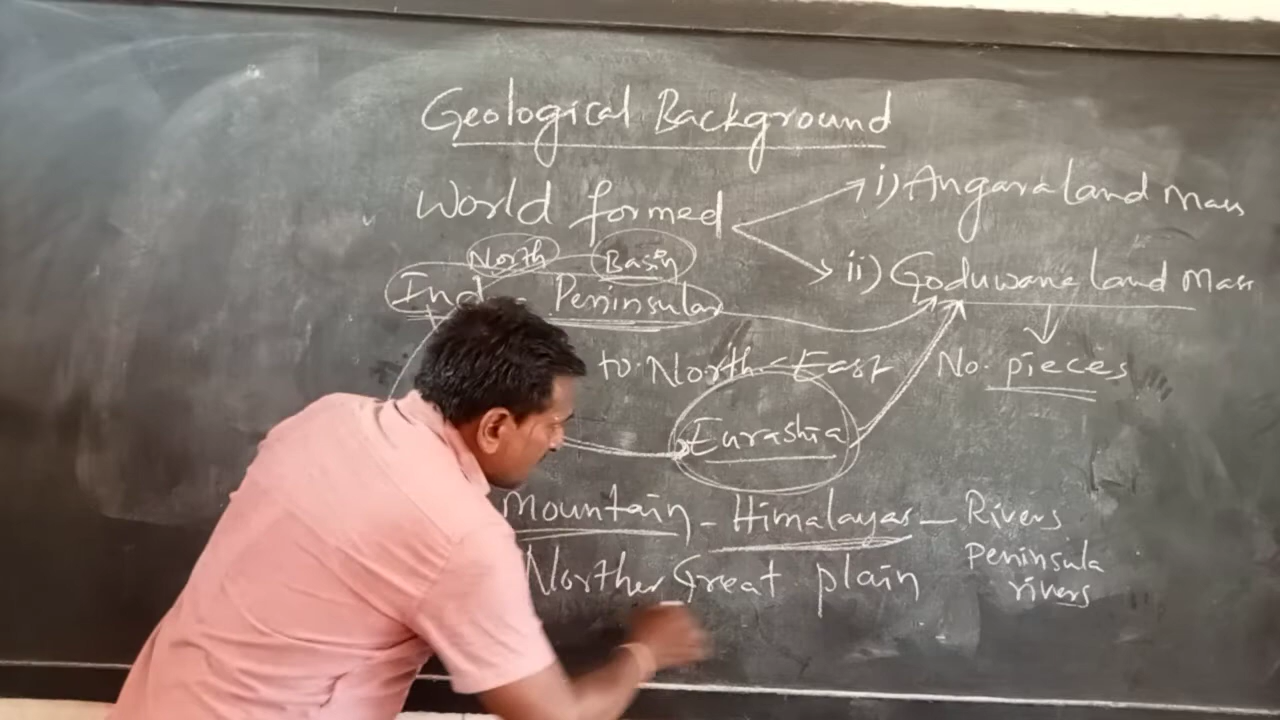 Geological Background
World formed
i) Angara land Mass
ii) Goduwana land Mass
North Basin
Ind - Peninsular
to North-East
No. pieces
Eurashia
Mountain - Himalayas - Rivers
Peninsula
rivers
Norther Great plain